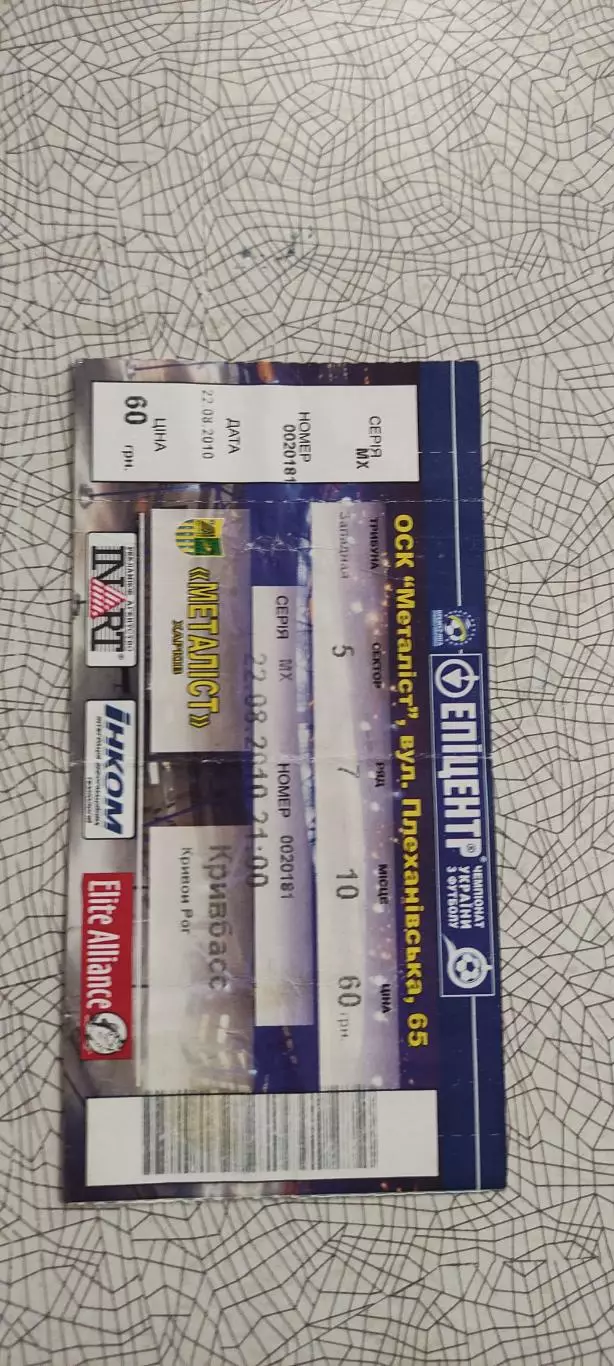 ЕПІЦЕНТР®
ЧЕМПІОНАТ
УКРАЇНИ
З ФУТБОЛУ
ОСК “Металіст”, вул. Плеханівська, 65
СЕРІЯ
МХ
НОМЕР
0020181
ДАТА
22.08.2010
ЦІНА
60 грн.
ТРИБУНА СЕКТОР РЯД МІСЦЕ ЦІНА
Западная 5 7 10 60 грн.
СЕРІЯ МХ НОМЕР 0020181
22.08.2010 21:00
«МЕТАЛІСТ»
ХАРКІВ
Кривбасс
Кривой Рог
РЕКЛАМНОЕ АГЕНТСТВО
INART®
ІНКОМ
Elite Alliance